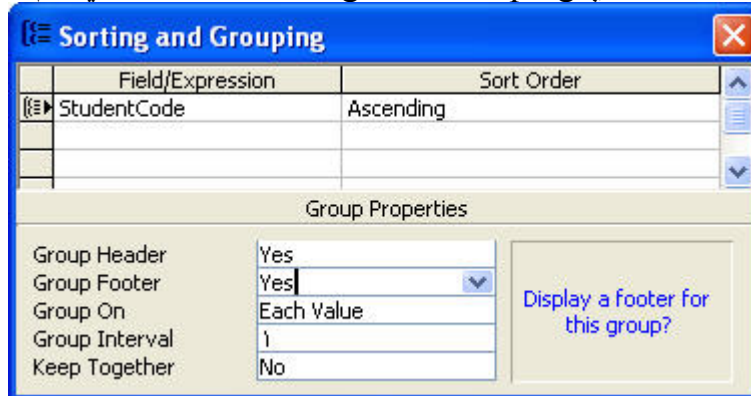 Sorting and Grouping
Field/Expression Sort Order
StudentCode Ascending
Group Properties
Group Header Yes
Group Footer Yes
Group On Each Value
Group Interval ۱
Keep Together No
Display a footer for
this group?